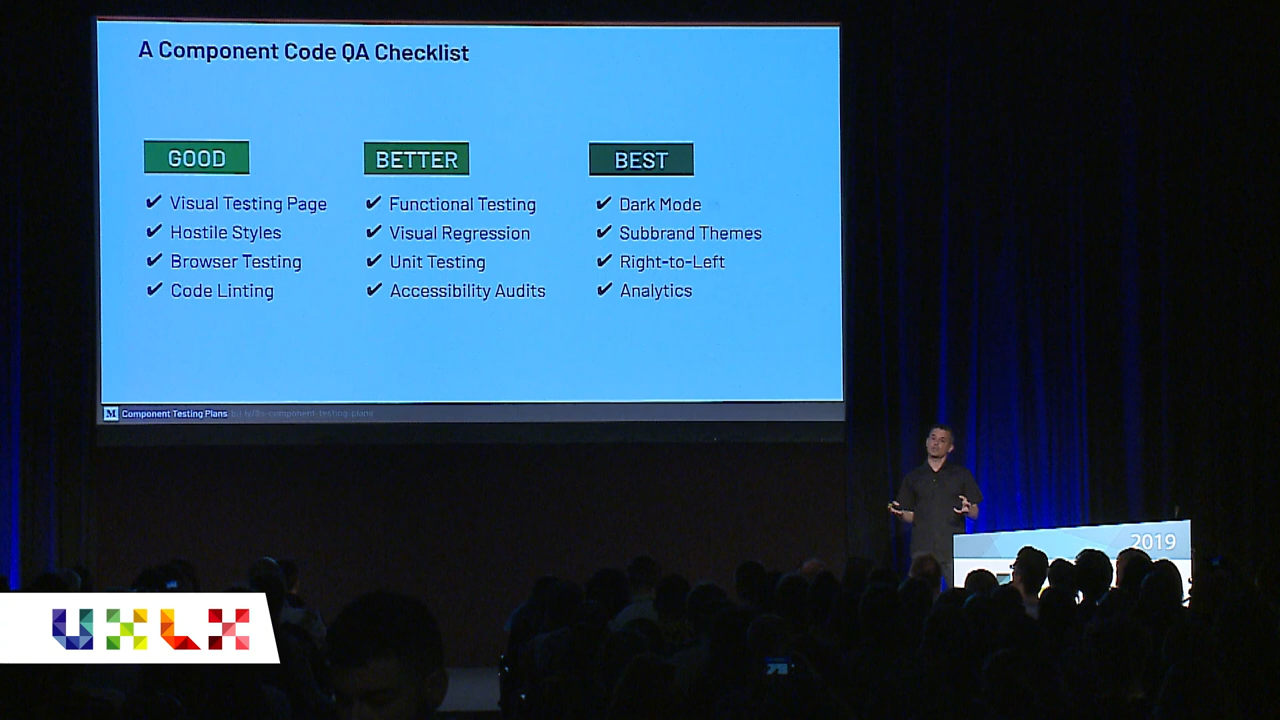 A Component Code QA Checklist
GOOD
✔ Visual Testing Page
✔ Hostile Styles
✔ Browser Testing
✔ Code Linting
BETTER
✔ Functional Testing
✔ Visual Regression
✔ Unit Testing
✔ Accessibility Audits
BEST
✔ Dark Mode
✔ Subbrand Themes
✔ Right-to-Left
✔ Analytics
M Component Testing Plans
2019
UXLX